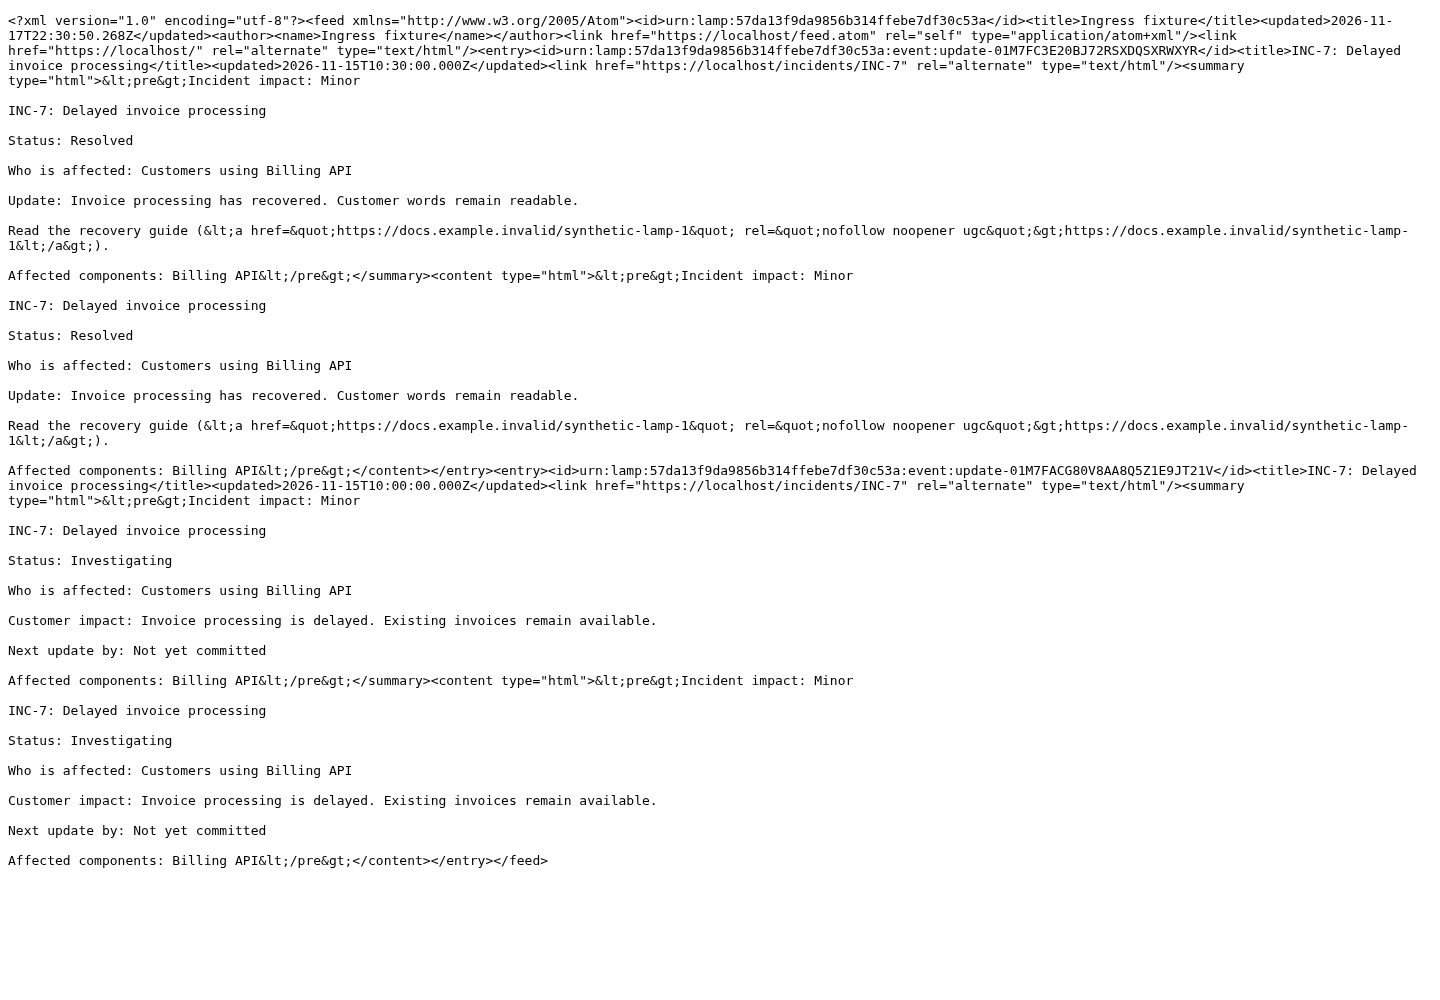 <?xml version="1.0" encoding="utf-8"?><feed xmlns="http://www.w3.org/2005/Atom"><id>urn:lamp:57da13f9da9856b314ffebe7df30c53a</id><title>Ingress fixture</title><updated>2026-11-
17T22:30:50.268Z</updated><author><name>Ingress fixture</name></author><link href="https://localhost/feed.atom" rel="self" type="application/atom+xml"/><link
href="https://localhost/" rel="alternate" type="text/html"/><entry><id>urn:lamp:57da13f9da9856b314ffebe7df30c53a:event:update-01M7FC3E20BJ72RSXDQSXRWXYR</id><title>INC-7: Delayed
invoice processing</title><updated>2026-11-15T10:30:00.000Z</updated><link href="https://localhost/incidents/INC-7" rel="alternate" type="text/html"/><summary
type="html">&lt;pre&gt;Incident impact: Minor
INC-7: Delayed invoice processing
Status: Resolved
Who is affected: Customers using Billing API
Update: Invoice processing has recovered. Customer words remain readable.
Read the recovery guide (&lt;a href=&quot;https://docs.example.invalid/synthetic-lamp-1&quot; rel=&quot;nofollow noopener ugc&quot;&gt;https://docs.example.invalid/synthetic-lamp-
1&lt;/a&gt;).
Affected components: Billing API&lt;/pre&gt;</summary><content type="html">&lt;pre&gt;Incident impact: Minor
INC-7: Delayed invoice processing
Status: Resolved
Who is affected: Customers using Billing API
Update: Invoice processing has recovered. Customer words remain readable.
Read the recovery guide (&lt;a href=&quot;https://docs.example.invalid/synthetic-lamp-1&quot; rel=&quot;nofollow noopener ugc&quot;&gt;https://docs.example.invalid/synthetic-lamp-
1&lt;/a&gt;).
Affected components: Billing API&lt;/pre&gt;</content></entry><entry><id>urn:lamp:57da13f9da9856b314ffebe7df30c53a:event:update-01M7FACG80V8AA8Q5Z1E9JT21V</id><title>INC-7: Delayed
invoice processing</title><updated>2026-11-15T10:00:00.000Z</updated><link href="https://localhost/incidents/INC-7" rel="alternate" type="text/html"/><summary
type="html">&lt;pre&gt;Incident impact: Minor
INC-7: Delayed invoice processing
Status: Investigating
Who is affected: Customers using Billing API
Customer impact: Invoice processing is delayed. Existing invoices remain available.
Next update by: Not yet committed
Affected components: Billing API&lt;/pre&gt;</summary><content type="html">&lt;pre&gt;Incident impact: Minor
INC-7: Delayed invoice processing
Status: Investigating
Who is affected: Customers using Billing API
Customer impact: Invoice processing is delayed. Existing invoices remain available.
Next update by: Not yet committed
Affected components: Billing API&lt;/pre&gt;</content></entry></feed>